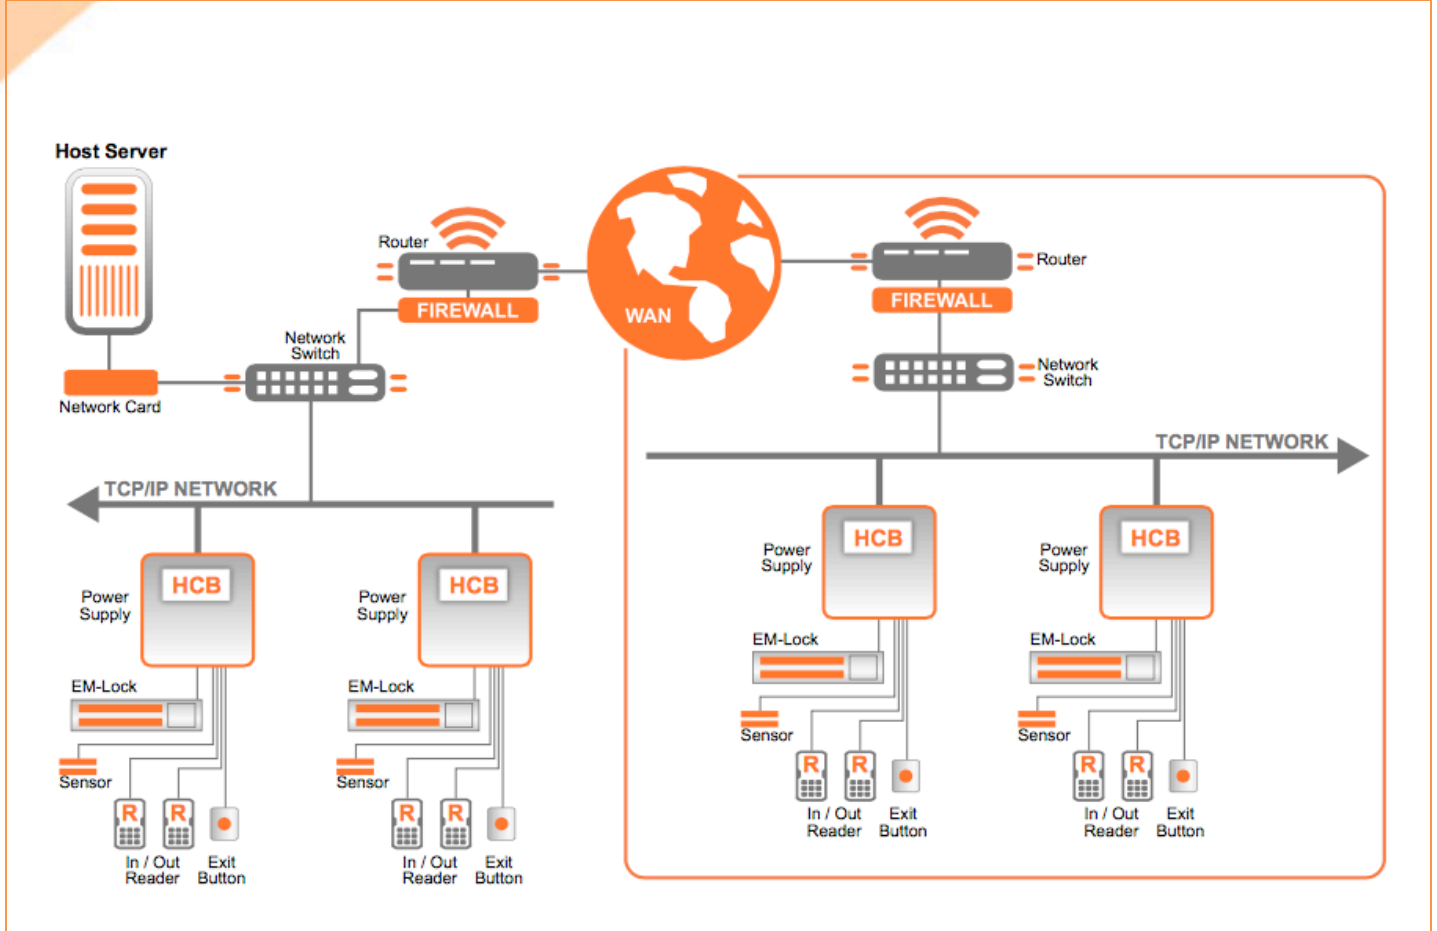 Host Server
Router
FIREWALL
Network
Switch
Network Card
WAN
Router
FIREWALL
Network
Switch
TCP/IP NETWORK
TCP/IP NETWORK
HCB
Power
Supply
EM-Lock
Sensor
R
R
In / Out
Reader
Exit
Button
HCB
Power
Supply
EM-Lock
Sensor
R
R
In / Out
Reader
Exit
Button
HCB
Power
Supply
EM-Lock
Sensor
R
R
In / Out
Reader
Exit
Button
HCB
Power
Supply
EM-Lock
Sensor
R
R
In / Out
Reader
Exit
Button